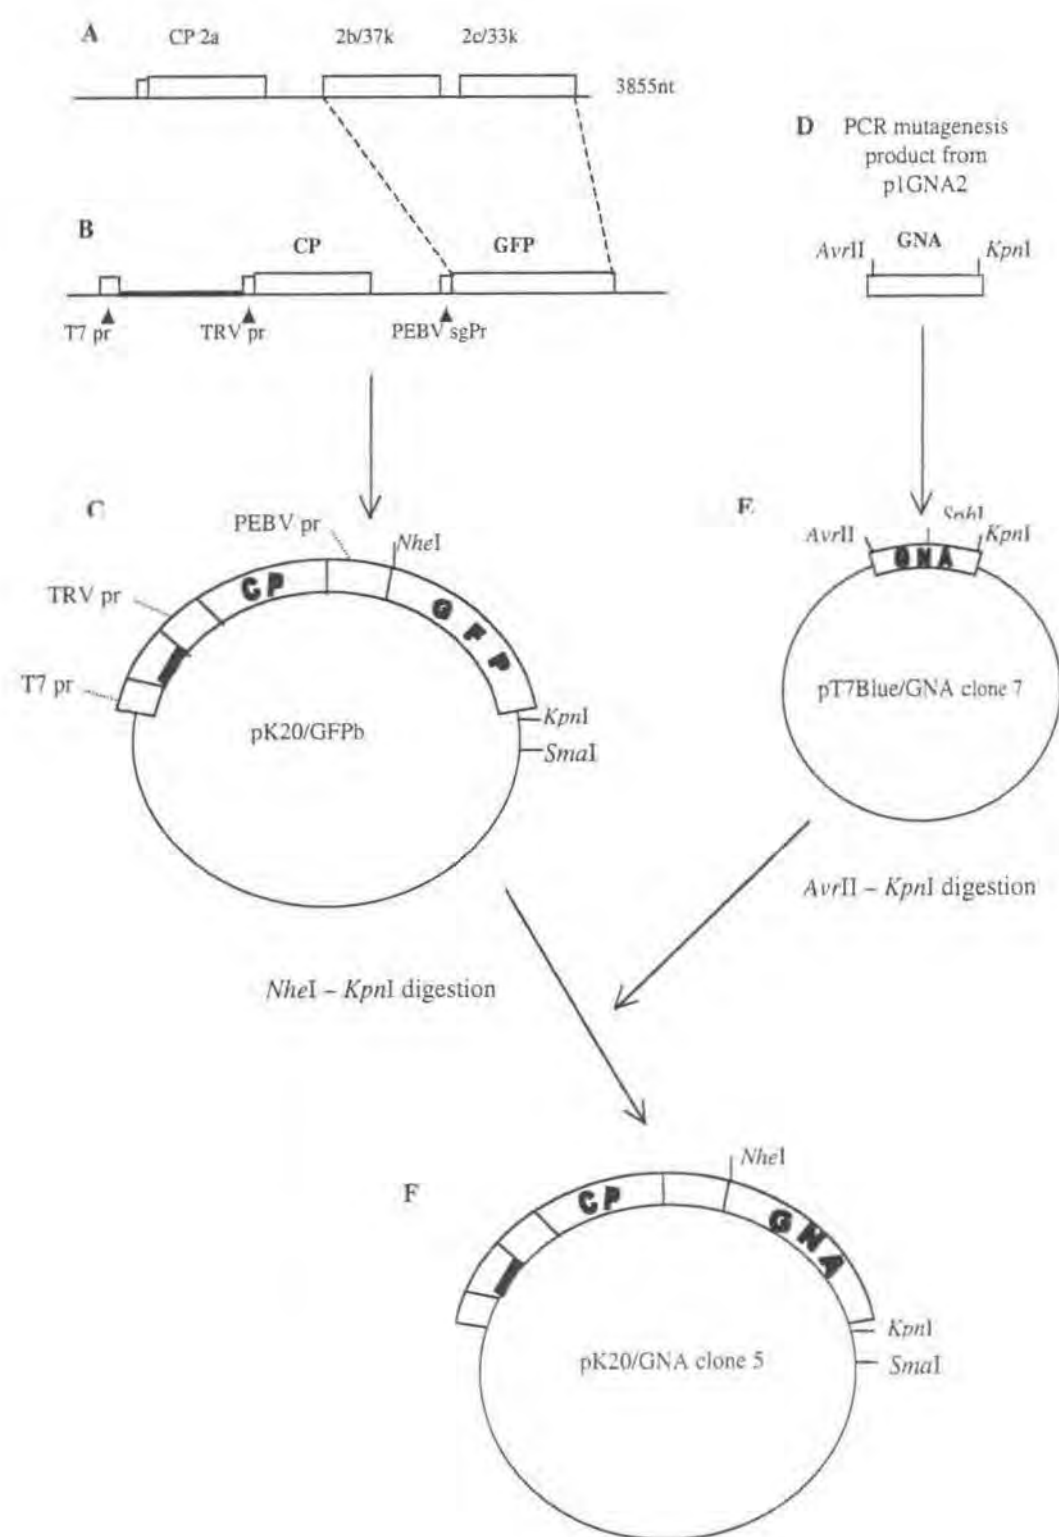 A
CP 2a
2b/37k
2c/33k
3855nt
D
PCR mutagenesis
product from
p1GNA2
AvrII
GNA
KpnI
B
CP
GFP
T7 pr
TRV pr
PEBV sgPr
C
PEBV pr
NheI
TRV pr
CP
GFP
T7 pr
pK20/GFPb
KpnI
SmaI
E
AvrII
SphI
KpnI
GNA
pT7Blue/GNA clone 7
AvrII – KpnI digestion
NheI – KpnI digestion
F
NheI
CP
GNA
pK20/GNA clone 5
KpnI
SmaI